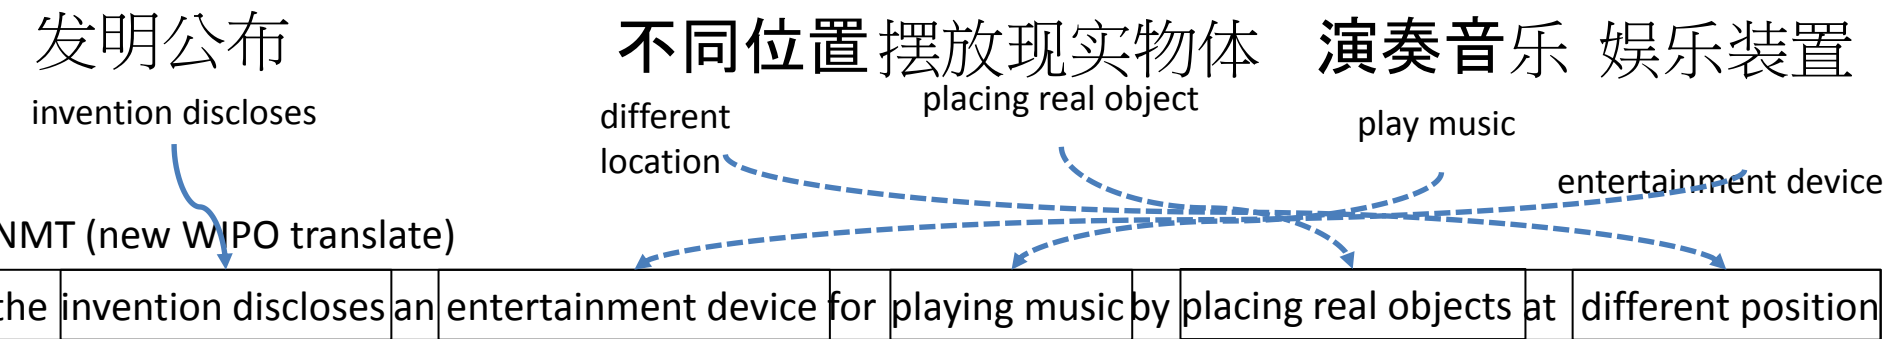 发明公布 不同位置摆放现实物体 演奏音乐 娱乐装置
invention discloses
different
location
placing real object
play music
entertainment device
NMT (new WIPO translate)
the invention discloses an entertainment device for playing music by placing real objects at different position